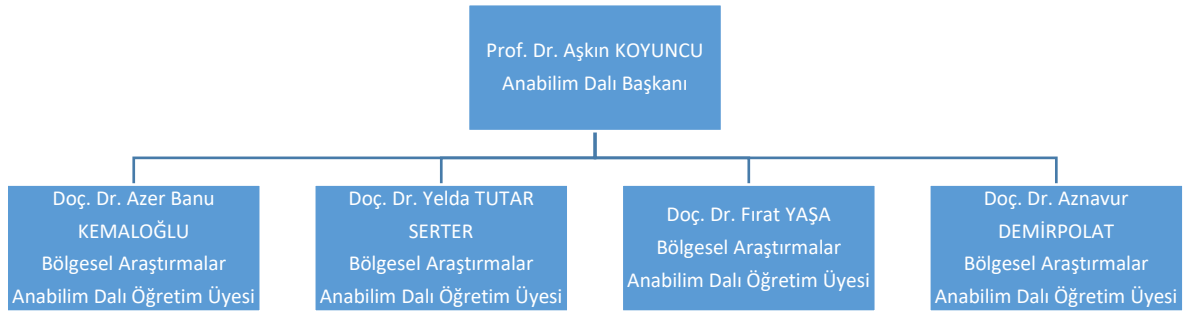 Prof. Dr. Aşkın KOYUNCU
Anabilim Dalı Başkanı
Doç. Dr. Azer Banu
KEMALOĞLU
Bölgesel Araştırmalar
Anabilim Dalı Öğretim Üyesi
Doç. Dr. Yelda TUTAR
SERTER
Bölgesel Araştırmalar
Anabilim Dalı Öğretim Üyesi
Doç. Dr. Fırat YAŞA
Bölgesel Araştırmalar
Anabilim Dalı Öğretim Üyesi
Doç. Dr. Aznavur
DEMİRPOLAT
Bölgesel Araştırmalar
Anabilim Dalı Öğretim Üyesi